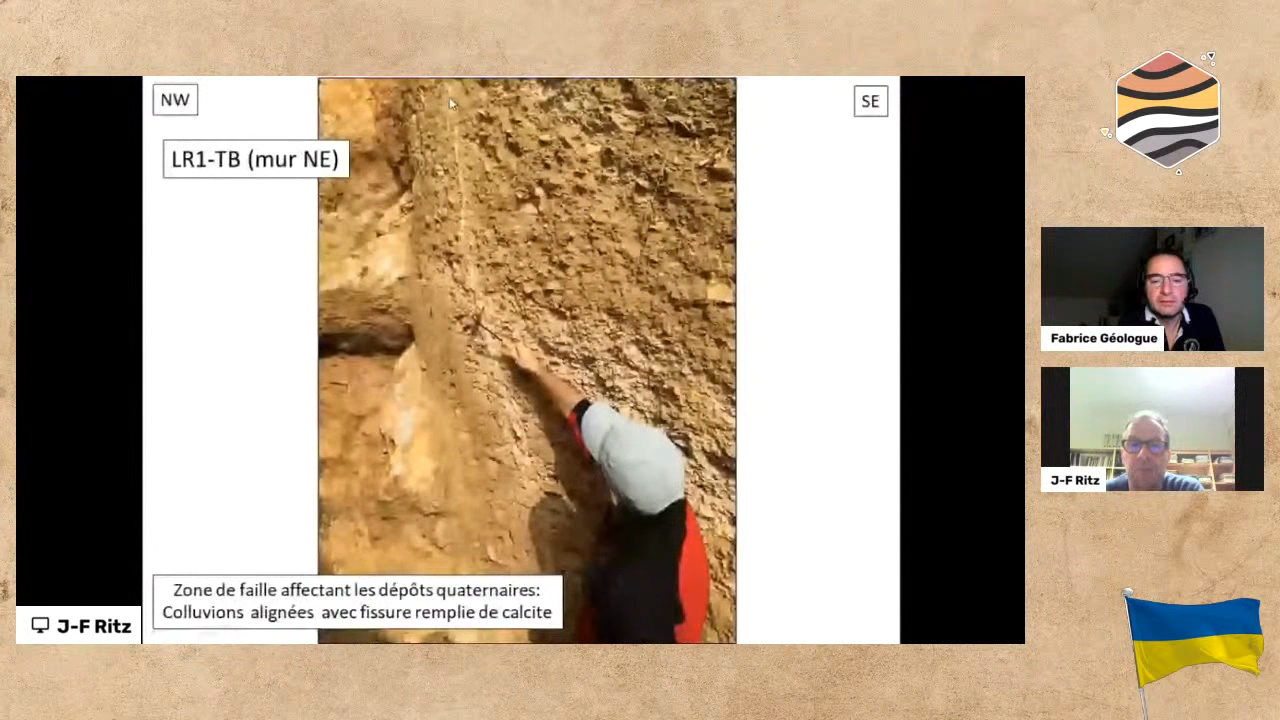 NW
SE
LR1-TB (mur NE)
Zone de faille affectant les dépôts quaternaires:
Colluvions alignées avec fissure remplie de calcite
J-F Ritz
Fabrice Géologue
J-F Ritz